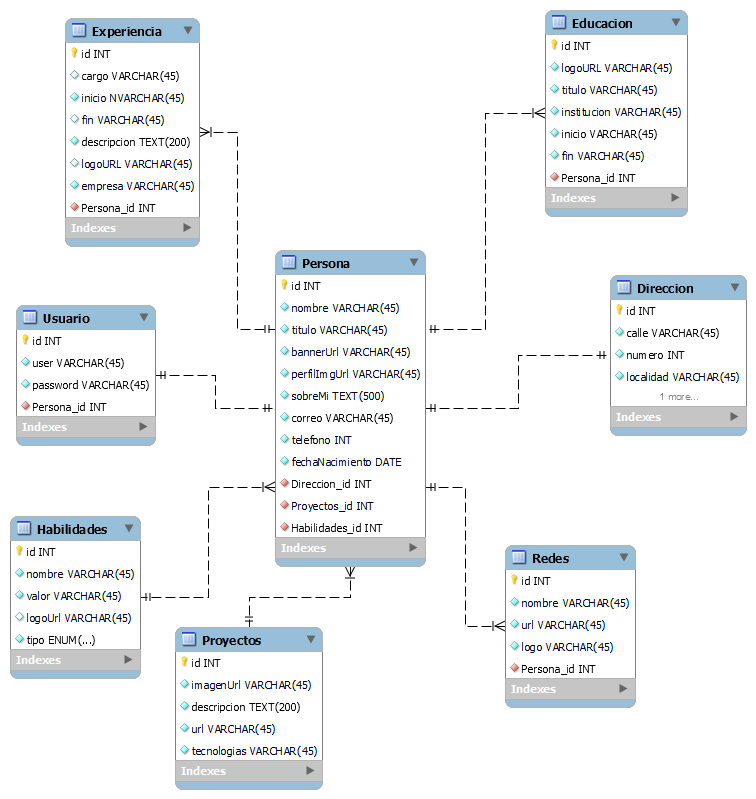 Experiencia
id INT
cargo VARCHAR(45)
inicio NVARCHAR(45)
fin VARCHAR(45)
descripcion TEXT(200)
logoURL VARCHAR(45)
empresa VARCHAR(45)
Persona_id INT
Indexes
Educacion
id INT
logoURL VARCHAR(45)
titulo VARCHAR(45)
institucion VARCHAR(45)
inicio VARCHAR(45)
fin VARCHAR(45)
Persona_id INT
Indexes
Persona
id INT
nombre VARCHAR(45)
titulo VARCHAR(45)
bannerUrl VARCHAR(45)
perfilImgUrl VARCHAR(45)
sobreMi TEXT(500)
correo VARCHAR(45)
telefono INT
fechaNacimiento DATE
Direccion_id INT
Proyectos_id INT
Habilidades_id INT
Indexes
Direccion
id INT
calle VARCHAR(45)
numero INT
localidad VARCHAR(45)
1 more...
Indexes
Usuario
id INT
user VARCHAR(45)
password VARCHAR(45)
Persona_id INT
Indexes
Habilidades
id INT
nombre VARCHAR(45)
valor VARCHAR(45)
logoUrl VARCHAR(45)
tipo ENUM(...)
Indexes
Redes
id INT
nombre VARCHAR(45)
url VARCHAR(45)
logo VARCHAR(45)
Persona_id INT
Indexes
Proyectos
id INT
imagenUrl VARCHAR(45)
descripcion TEXT(200)
url VARCHAR(45)
tecnologias VARCHAR(45)
Indexes